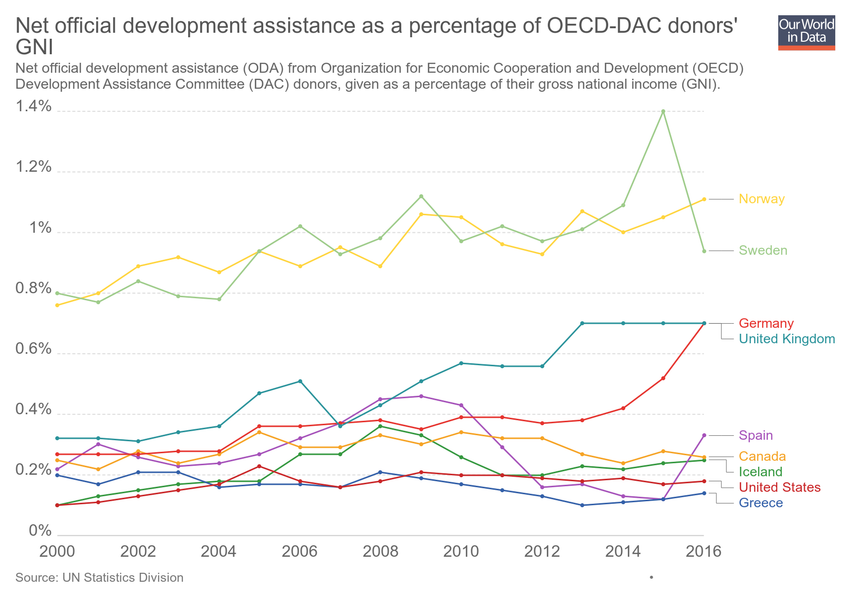 Net official development assistance as a percentage of OECD-DAC donors'
GNI
Our World
in Data
Net official development assistance (ODA) from Organization for Economic Cooperation and Development (OECD)
Development Assistance Committee (DAC) donors, given as a percentage of their gross national income (GNI).
1.4%
1.2%
1%
0.8%
0.6%
0.4%
0.2%
0%
Norway
Sweden
Germany
United Kingdom
Spain
Canada
Iceland
United States
Greece
2000 2002 2004 2006 2008 2010 2012 2014 2016
Source: UN Statistics Division